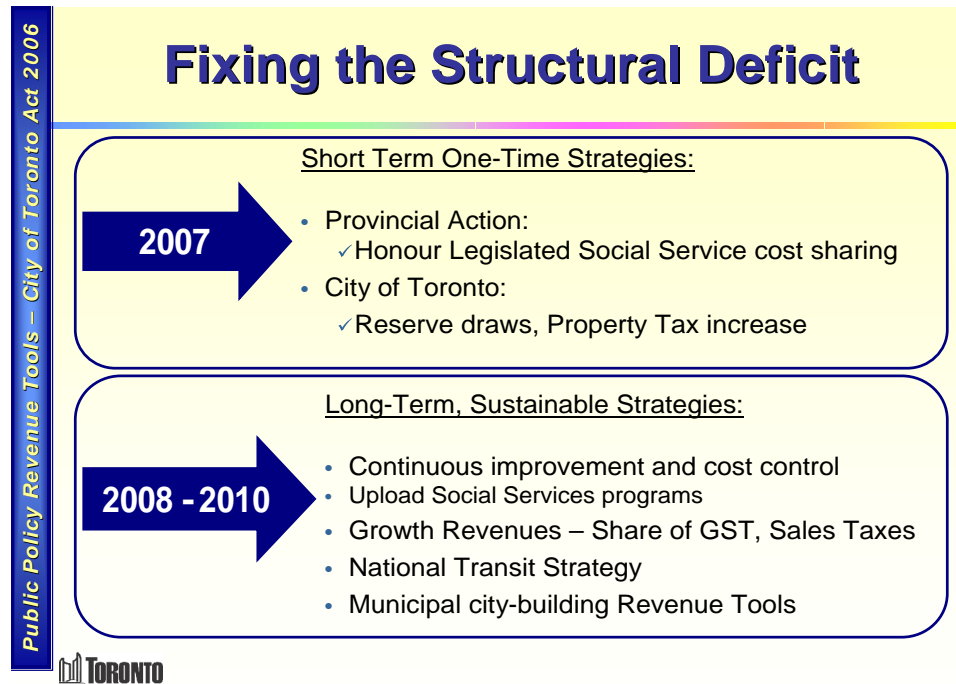 Public Policy Revenue Tools – City of Toronto Act 2006
Fixing the Structural Deficit
Short Term One-Time Strategies:
2007
• Provincial Action:
✓Honour Legislated Social Service cost sharing
• City of Toronto:
✓Reserve draws, Property Tax increase
Long-Term, Sustainable Strategies:
2008 - 2010
• Continuous improvement and cost control
• Upload Social Services programs
• Growth Revenues – Share of GST, Sales Taxes
• National Transit Strategy
• Municipal city-building Revenue Tools
TORONTO